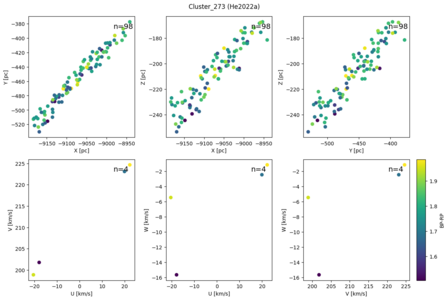 Cluster_273 (He2022a)
n=98 n=98 n=98
Y [pc] Z [pc] Z [pc]
−380 −400 −420 −440 −460 −480 −500 −520
−180 −200 −220 −240
−180 −200 −220 −240
−9150 −9100 −9050 −9000 −8950
−9150 −9100 −9050 −9000 −8950
−500 −450 −400
X [pc] X [pc] Y [pc]
n=4 n=4 n=4
V [km/s] W [km/s] W [km/s]
225 220 215 210 205 200
−2 −4 −6 −8 −10 −12 −14 −16
−2 −4 −6 −8 −10 −12 −14 −16
−20 −10 0 10 20
−20 −10 0 10 20
200 205 210 215 220 225
U [km/s] U [km/s] V [km/s]
1.9 1.8 1.7 1.6
BP-RP